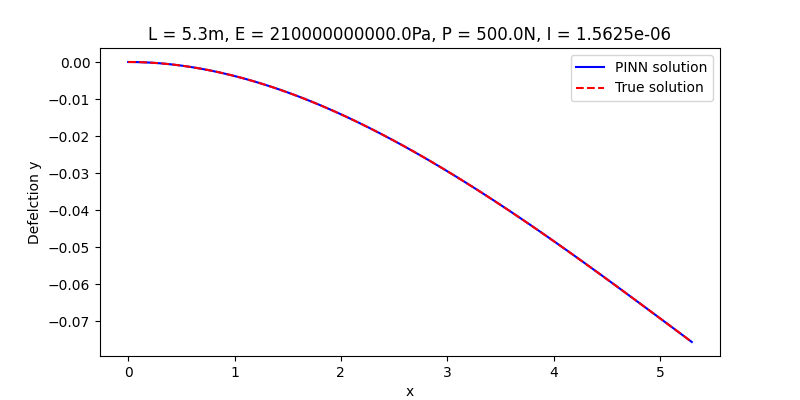 L = 5.3m, E = 210000000000.0Pa, P = 500.0N, I = 1.5625e-06
PINN solution
True solution
Defelction y
0.00
−0.01
−0.02
−0.03
−0.04
−0.05
−0.06
−0.07
0 1 2 3 4 5
x